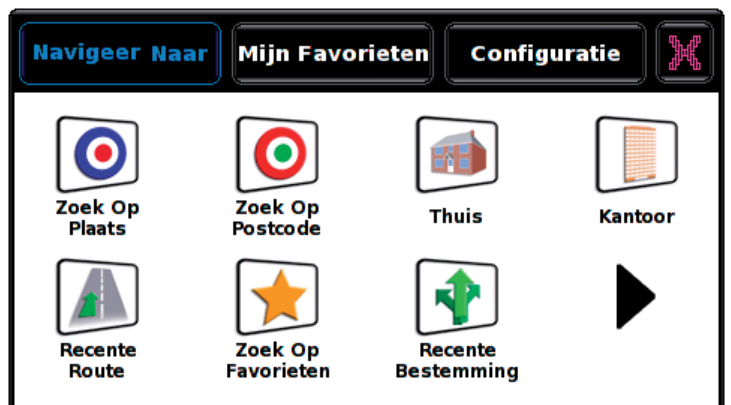 Navigeer Naar
Mijn Favorieten
Configuratie
Zoek Op
Plaats
Zoek Op
Postcode
Thuis
Kantoor
Recente
Route
Zoek Op
Favorieten
Recente
Bestemming